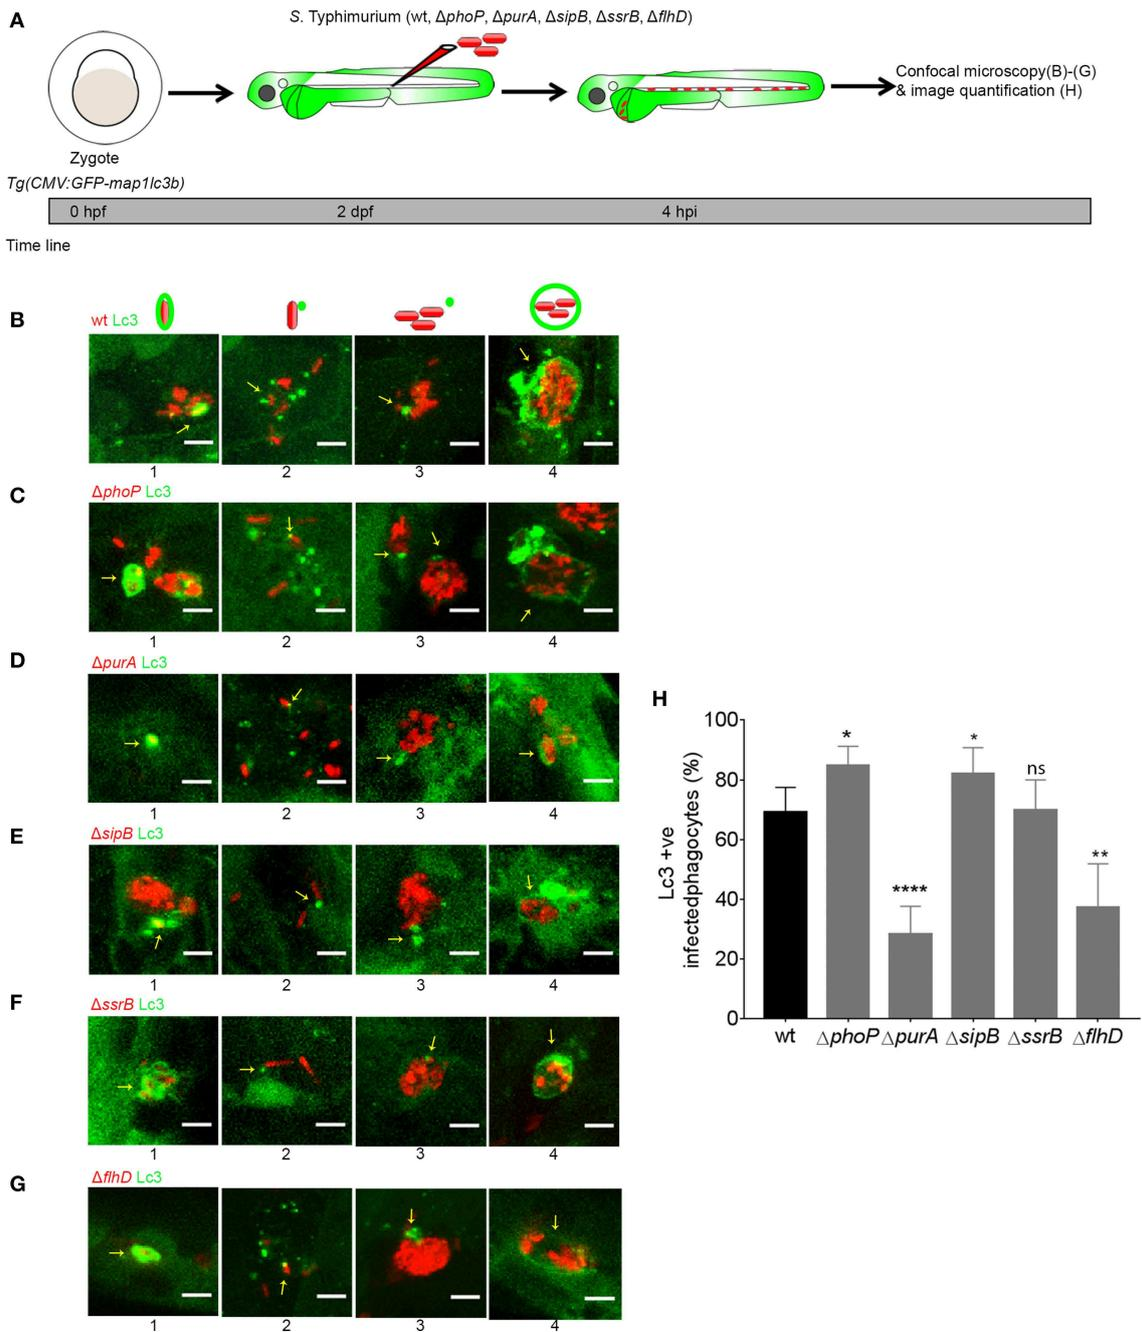 A
S. Typhimurium (wt, ΔphoP, ΔpurA, ΔsipB, ΔssrB, ΔflhD)
Confocal microscopy(B)-(G)
& image quantification (H)
Zygote
Tg(CMV:GFP-map1lc3b)
0 hpf 2 dpf 4 hpi
Time line
B
wt Lc3
1 2 3 4
C
ΔphoP Lc3
1 2 3 4
D
ΔpurA Lc3
1 2 3 4
E
ΔsipB Lc3
1 2 3 4
F
ΔssrB Lc3
1 2 3 4
G
ΔflhD Lc3
1 2 3 4
H
Lc3 +ve
infectedphagocytes (%)
100
80
60
40
20
0
*
****
*
ns
**
wt ΔphoP ΔpurA ΔsipB ΔssrB ΔflhD